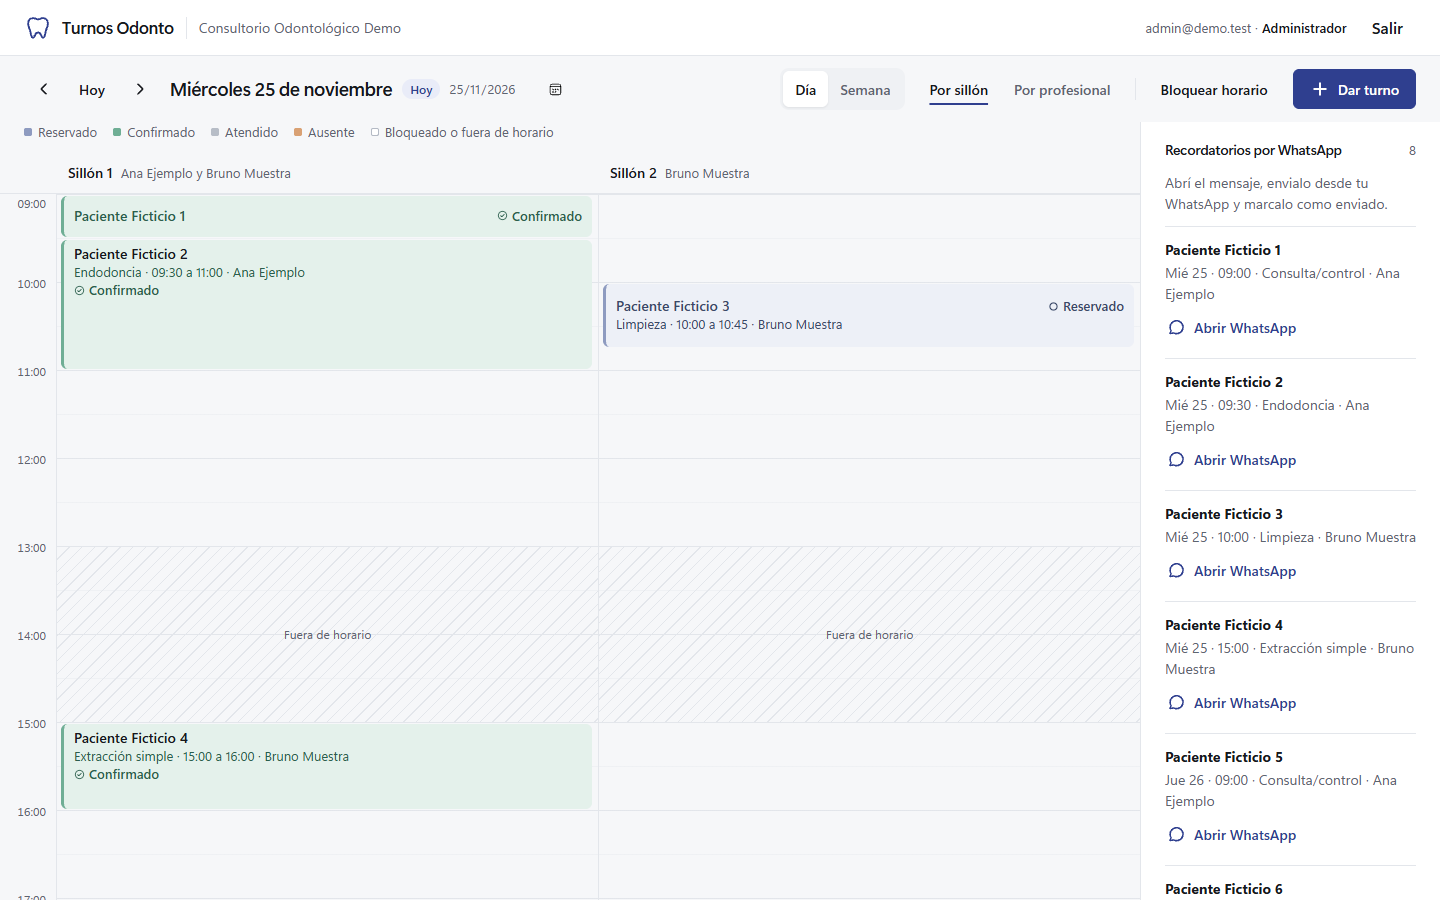 Turnos Odonto
Consultorio Odontológico Demo
admin@demo.test · Administrador
Salir
Hoy
Miércoles 25 de noviembre
Hoy
25/11/2026
Día
Semana
Por sillón
Por profesional
Bloquear horario
Dar turno
Reservado
Confirmado
Atendido
Ausente
Bloqueado o fuera de horario
Sillón 1 Ana Ejemplo y Bruno Muestra
Sillón 2 Bruno Muestra
09:00
10:00
11:00
12:00
13:00
14:00
15:00
16:00
17:00
Paciente Ficticio 1
Confirmado
Paciente Ficticio 2
Endodoncia · 09:30 a 11:00 · Ana Ejemplo
Confirmado
Fuera de horario
Paciente Ficticio 4
Extracción simple · 15:00 a 16:00 · Bruno Muestra
Confirmado
Paciente Ficticio 3
Reservado
Limpieza · 10:00 a 10:45 · Bruno Muestra
Fuera de horario
Recordatorios por WhatsApp
8
Abrí el mensaje, envialo desde tu
WhatsApp y marcalo como enviado.
Paciente Ficticio 1
Mié 25 · 09:00 · Consulta/control · Ana
Ejemplo
Abrir WhatsApp
Paciente Ficticio 2
Mié 25 · 09:30 · Endodoncia · Ana
Ejemplo
Abrir WhatsApp
Paciente Ficticio 3
Mié 25 · 10:00 · Limpieza · Bruno Muestra
Abrir WhatsApp
Paciente Ficticio 4
Mié 25 · 15:00 · Extracción simple · Bruno
Muestra
Abrir WhatsApp
Paciente Ficticio 5
Jue 26 · 09:00 · Consulta/control · Ana
Ejemplo
Abrir WhatsApp
Paciente Ficticio 6